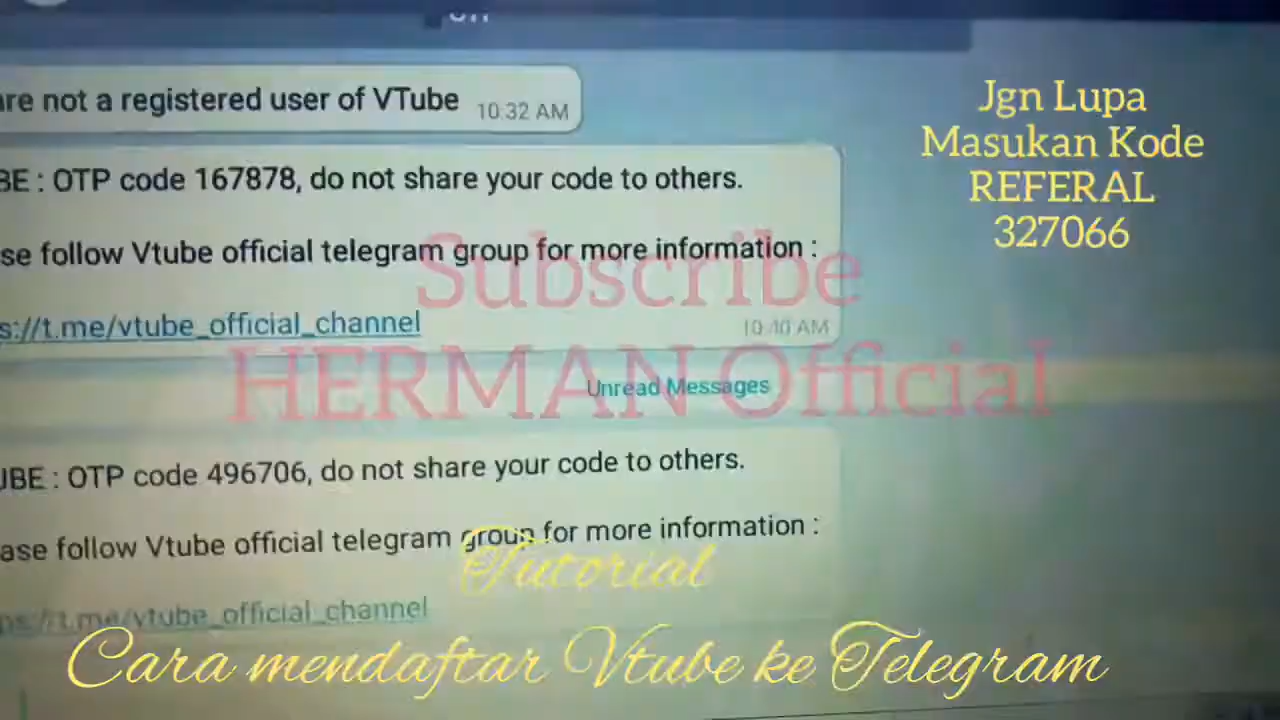 are not a registered user of VTube 10.32 AM
BE : OTP code 167878, do not share your code to others.
se follow Vtube official telegram group for more information :
s://t.me/vtube_official_channel
10:40 AM
Unread Messages
UBE : OTP code 496706, do not share your code to others.
ase follow Vtube official telegram group for more information :
ps://t.me/vtube_official_channel
Jgn Lupa
Masukan Kode
REFERAL
327066
Subscribe
HERMAN Official
Tutorial
Cara mendaftar Vtube ke Telegram